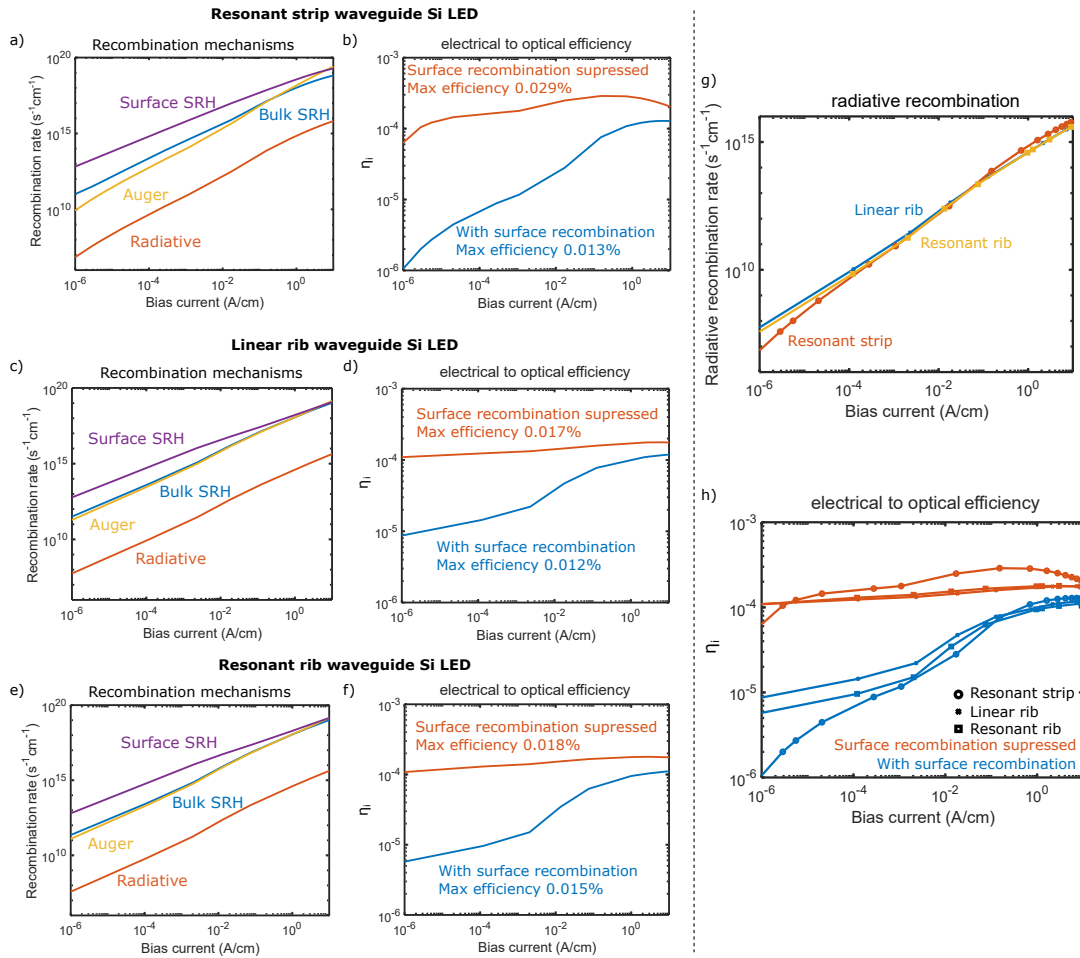 Resonant strip waveguide Si LED
a)
Recombination mechanisms
Recombination rate (s-1cm-1)
10^20
10^15
10^10
Surface SRH
Bulk SRH
Auger
Radiative
10^-6
10^-4
10^-2
10^0
Bias current (A/cm)
b)
electrical to optical efficiency
η_i
10^-3
10^-4
10^-5
10^-6
Surface recombination supressed
Max efficiency 0.029%
With surface recombination
Max efficiency 0.013%
10^-6
10^-4
10^-2
10^0
Bias current (A/cm)
Linear rib waveguide Si LED
c)
Recombination mechanisms
Recombination rate (s-1cm-1)
10^20
10^15
10^10
Surface SRH
Bulk SRH
Auger
Radiative
10^-6
10^-4
10^-2
10^0
Bias current (A/cm)
d)
electrical to optical efficiency
η_i
10^-3
10^-4
10^-5
10^-6
Surface recombination supressed
Max efficiency 0.017%
With surface recombination
Max efficiency 0.012%
10^-6
10^-4
10^-2
10^0
Bias current (A/cm)
Resonant rib waveguide Si LED
e)
Recombination mechanisms
Recombination rate (s-1cm-1)
10^20
10^15
10^10
Surface SRH
Bulk SRH
Auger
Radiative
10^-6
10^-4
10^-2
10^0
Bias current (A/cm)
f)
electrical to optical efficiency
η_i
10^-3
10^-4
10^-5
10^-6
Surface recombination supressed
Max efficiency 0.018%
With surface recombination
Max efficiency 0.015%
10^-6
10^-4
10^-2
10^0
Bias current (A/cm)
g)
radiative recombination
Radiative recombination rate (s-1cm-1)
10^15
10^10
Linear rib
Resonant rib
Resonant strip
10^-6
10^-4
10^-2
10^0
Bias current (A/cm)
h)
electrical to optical efficiency
η_i
10^-3
10^-4
10^-5
10^-6
Resonant strip
Linear rib
Resonant rib
Surface recombination supressed
With surface recombination
10^-6
10^-4
10^-2
10^0
Bias current (A/cm)